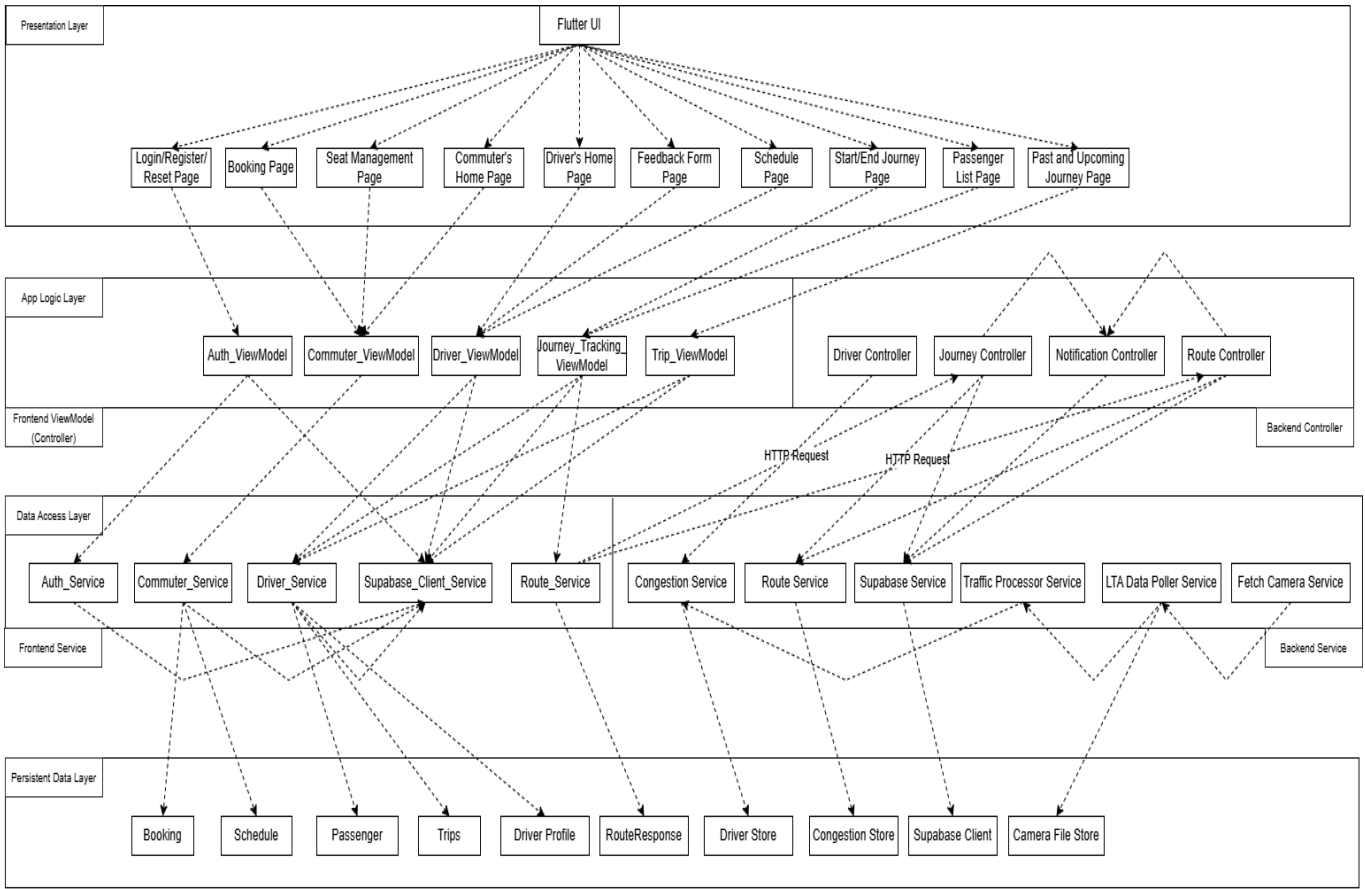 Presentation Layer
Flutter UI
Login/Register/
Reset Page
Booking Page
Seat Management
Page
Commuter's
Home Page
Driver's Home
Page
Feedback Form
Page
Schedule
Page
Start/End Journey
Page
Passenger
List Page
Past and Upcoming
Journey Page
App Logic Layer
Auth_ViewModel
Commuter_ViewModel
Driver_ViewModel
Journey_Tracking_
ViewModel
Trip_ViewModel
Driver Controller
Journey Controller
Notification Controller
Route Controller
Frontend ViewModel
(Controller)
Backend Controller
HTTP Request
HTTP Request
Data Access Layer
Auth_Service
Commuter_Service
Driver_Service
Supabase_Client_Service
Route_Service
Congestion Service
Route Service
Supabase Service
Traffic Processor Service
LTA Data Poller Service
Fetch Camera Service
Frontend Service
Backend Service
Persistent Data Layer
Booking
Schedule
Passenger
Trips
Driver Profile
RouteResponse
Driver Store
Congestion Store
Supabase Client
Camera File Store